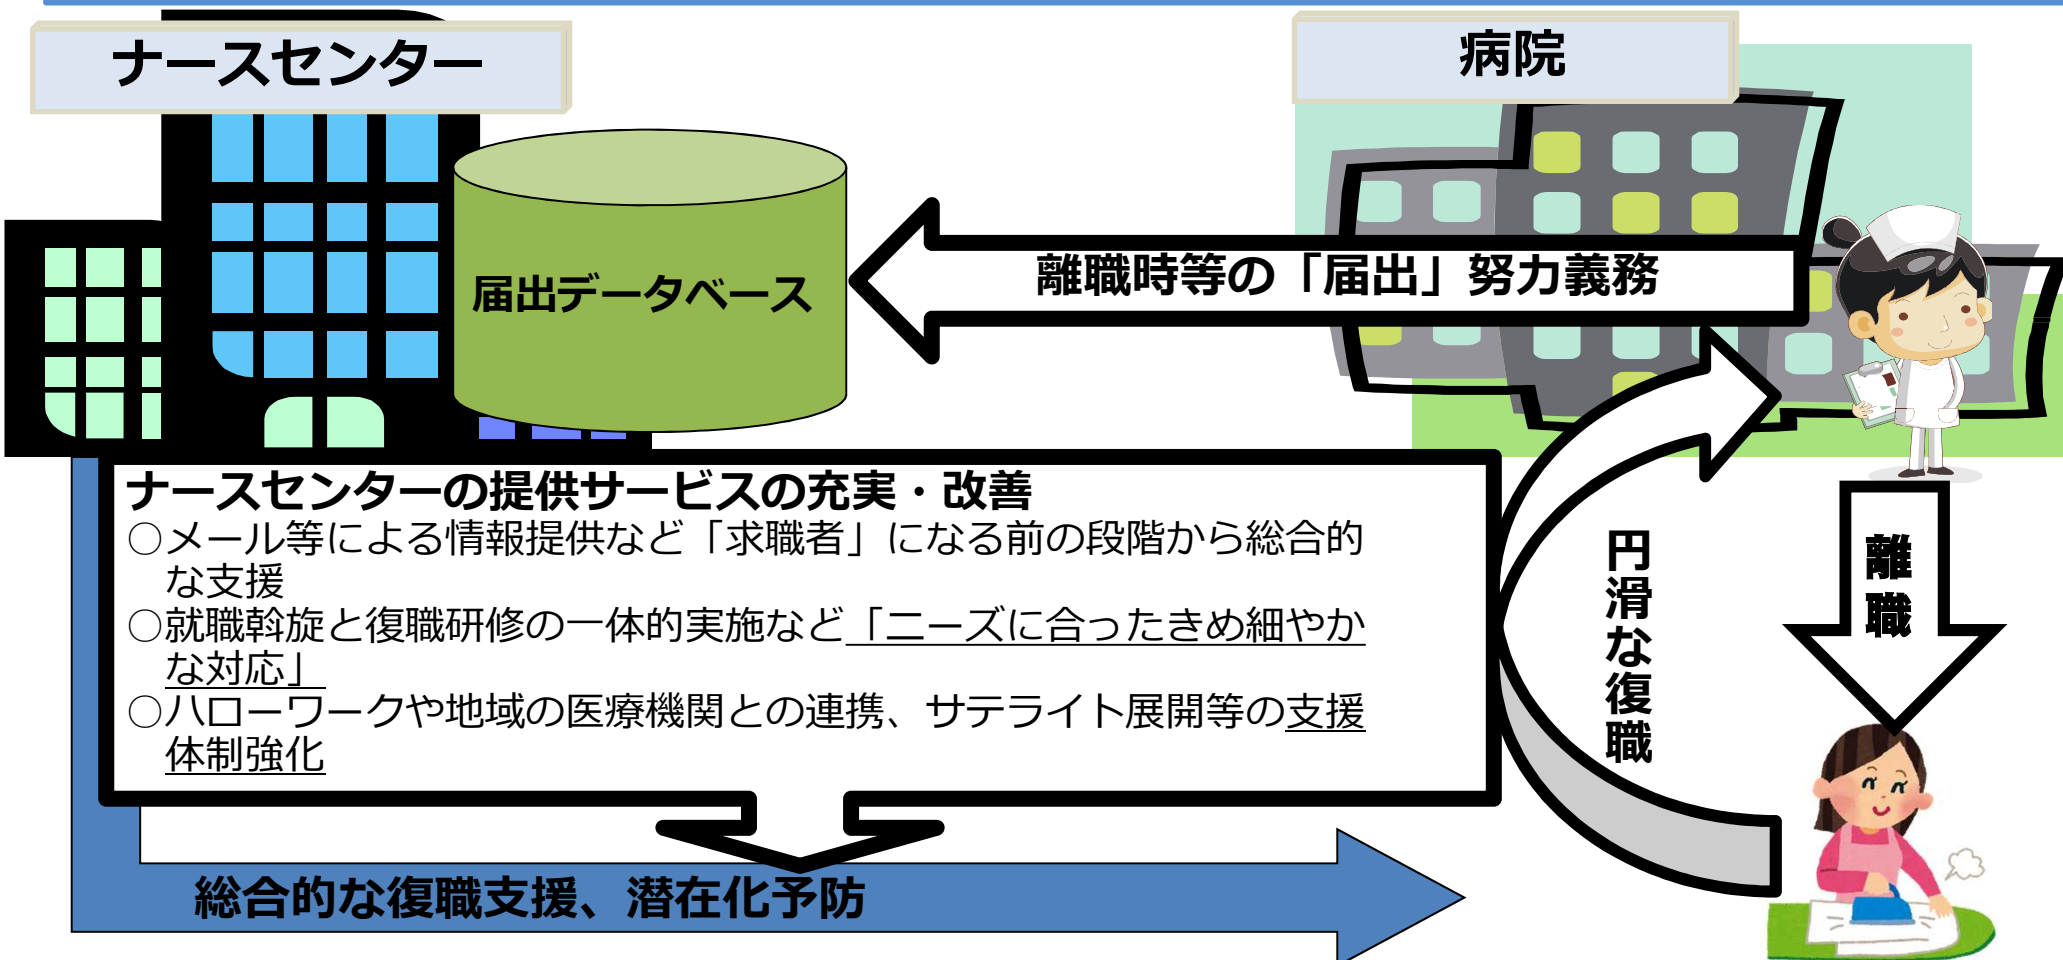 ナースセンター
病院
届出データベース
離職時等の「届出」努力義務
ナースセンターの提供サービスの充実・改善
○メール等による情報提供など「求職者」になる前の段階から総合的
な支援
○就職斡旋と復職研修の一体的実施など「ニーズに合ったきめ細やか
な対応」
○ハローワークや地域の医療機関との連携、サテライト展開等の支援
体制強化
円滑な復職
離職
総合的な復職支援、潜在化予防